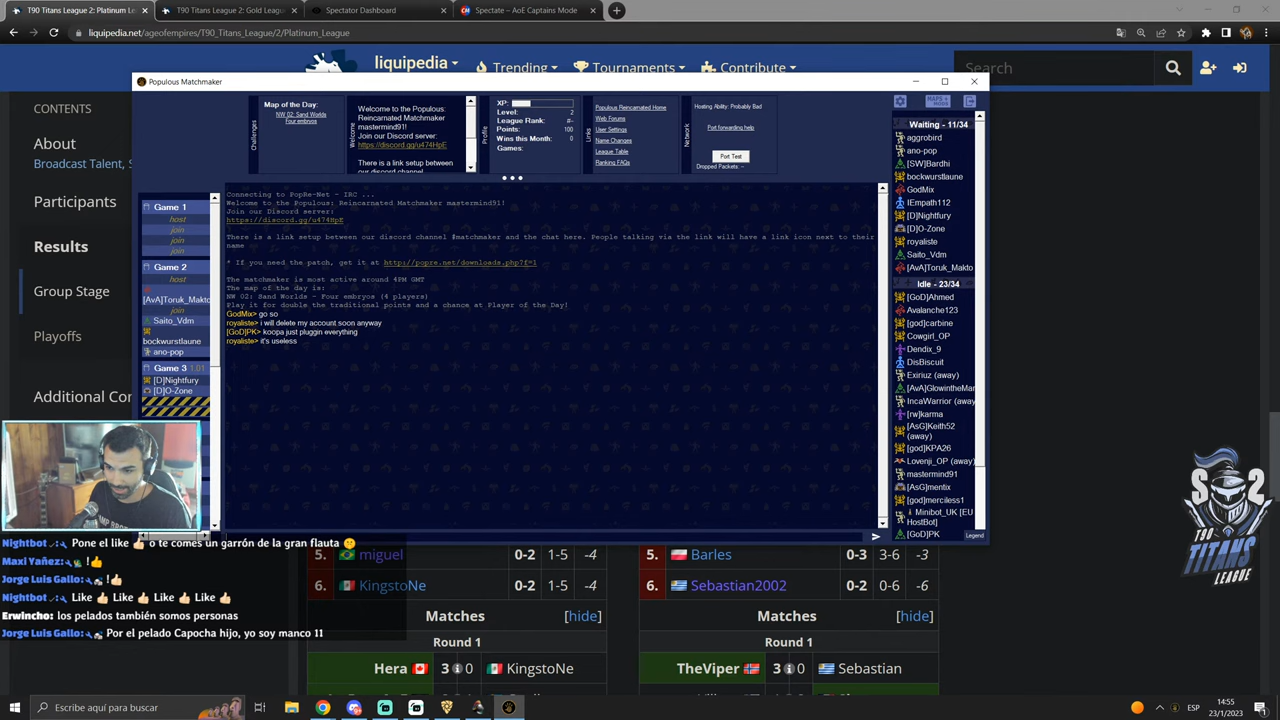 T90 Titans League 2: Platinum Le
T90 Titans League 2: Gold Leagu
Spectator Dashboard
Spectate – AoE Captains Mode
liquipedia.net/ageofempires/T90_Titans_League/2/Platinum_League
liquipedia
Trending
Tournaments
Contribute
Search
Populous Matchmaker
CONTENTS
About
Broadcast Talent, S
Participants
Results
Group Stage
Playoffs
Additional Con
Challenges
Map of the Day:
NW 02: Sand Worlds
Four embryos
Welcome
Welcome to the Populous:
Reincarnated Matchmaker
mastermind91!
Join our Discord server:
https://discord.gg/u474HpE
There is a link setup between
our discord channel
Profile
XP:
Level: 2
League Rank: #-
Points: 100
Wins this Month: 0
Games:
Links
Populous Reincarnated Home
Web Forums
User Settings
Name Changes
League Table
Ranking FAQs
Network
Hosting Ability: Probably Bad
Port forwarding help
Port Test
Dropped Packets: --
MAPS +
MODS
Game 1
host
join
join
join
Game 2
host
[AvA]Toruk_Makto
join
Saito_Vdm
bockwurstlaune
ano-pop
Game 3 1.01
[D]Nightfury
[D]O-Zone
Connecting to PopRe-Net - IRC ...
Welcome to the Populous: Reincarnated Matchmaker mastermind91!
Join our Discord server:
https://discord.gg/u474HpE
There is a link setup between our discord channel #matchmaker and the chat here. People talking via the link will have a link icon next to their
name
* If you need the patch, get it at http://popre.net/downloads.php?f=1
The matchmaker is most active around 4PM GMT
The map of the day is:
NW 02: Sand Worlds - Four embryos (4 players)
Play it for double the traditional points and a chance at Player of the Day!
GodMix> go so
royaliste> i will delete my account soon anyway
[GoD]PK> koopa just pluggin everything
royaliste> it's useless
Waiting - 11/34
aggrobird
ano-pop
[SW]Bardhi
bockwurstlaune
GodMix
IEmpath112
[D]Nightfury
[D]O-Zone
royaliste
Saito_Vdm
[AvA]Toruk_Makto
Idle - 23/34
[GoD]Ahmed
Avalanche123
[god]carbine
Cowgirl_OP
Dendix_9
DisBiscuit
Exiriuz (away)
[AvA]GlowintheMar
IncaWarrior (away)
[rw]karma
[AsG]Keith52
(away)
[god]KPA26
Lovenji_OP (away)
mastermind91
[AsG]mentix
[god]merciless1
Minibot_UK [EU
HostBot]
[GoD]PK
Legend
Nightbot: Pone el like 👍🏻 o te comes un garrón de la gran flauta 🙂
Maxi Yañez: !👍
Jorge Luis Gallo: !👍🏻
Nightbot: Like 👍🏻 Like 👍🏻 Like 👍🏻 Like 👍🏻
Erwincho: los pelados también somos personas
Jorge Luis Gallo: Por el pelado Capocha hijo, yo soy manco 11
5. miguel 0-2 1-5 -4
6. KingstoNe 0-2 1-5 -4
Matches [hide]
Round 1
Hera 3 0 KingstoNe
5. Barles 0-3 3-6 -3
6. Sebastian2002 0-2 0-6 -6
Matches [hide]
Round 1
TheViper 3 0 Sebastian
S2
T90
TITANS
LEAGUE
Escribe aquí para buscar
ESP
14:55
23/1/2023